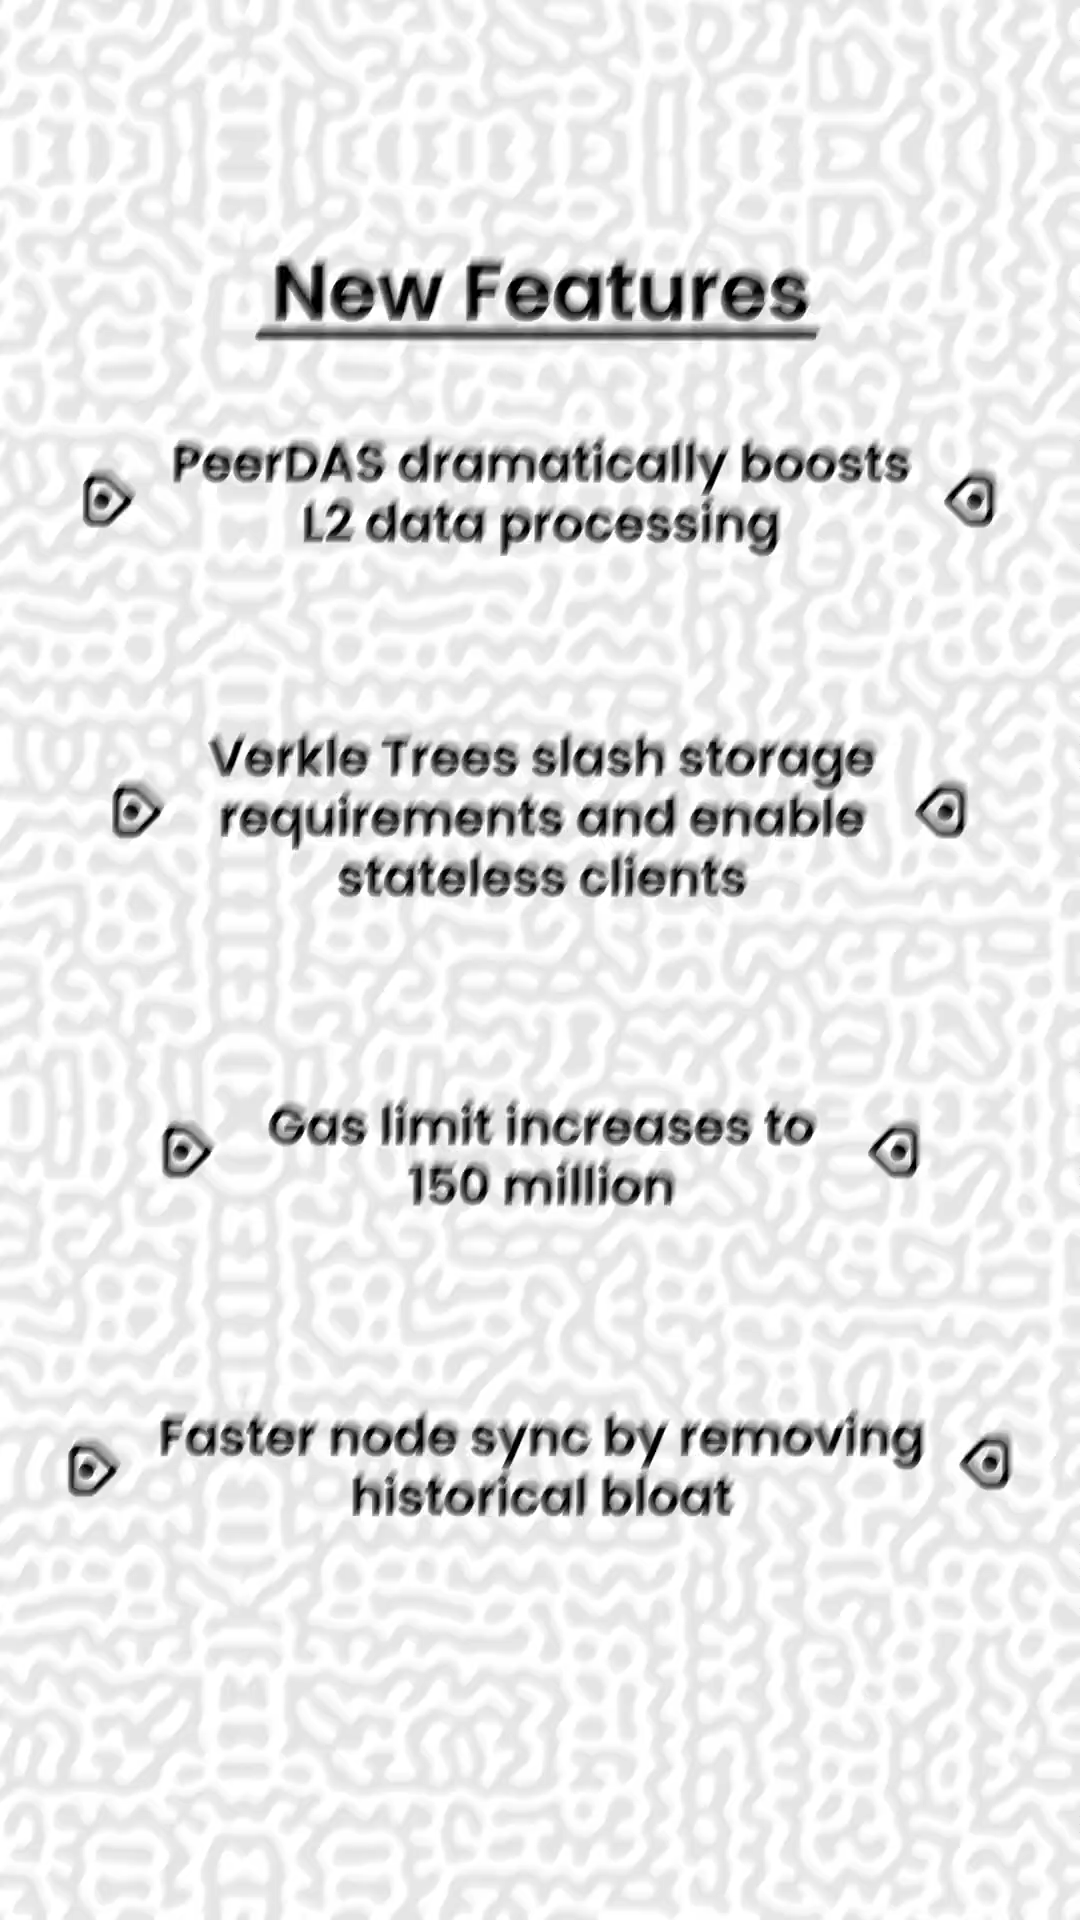 New Features
PeerDAS dramatically boosts
L2 data processing
Verkle Trees slash storage
requirements and enable
stateless clients
Gas limit increases to
150 million
Faster node sync by removing
historical bloat